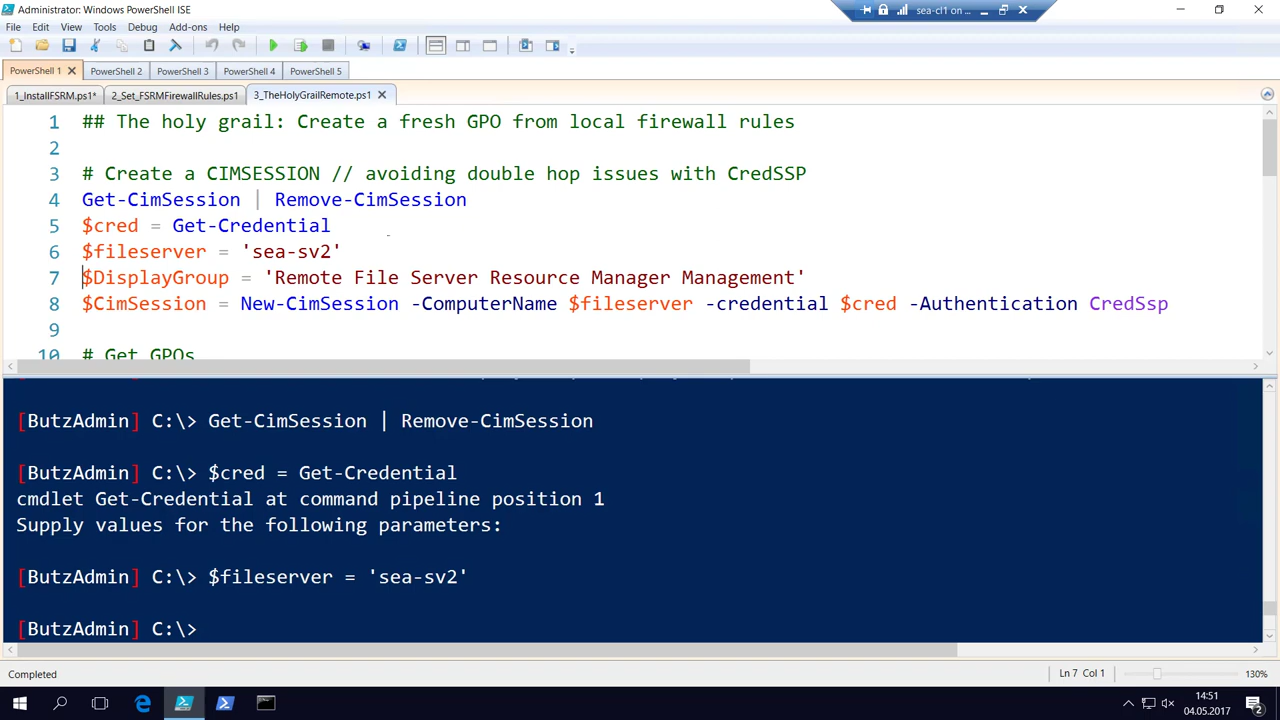 Administrator: Windows PowerShell ISE
sea-cl1 on ...
File Edit View Tools Debug Add-ons Help
PowerShell 1 PowerShell 2 PowerShell 3 PowerShell 4 PowerShell 5
1_InstallFSRM.ps1* 2_Set_FSRMFirewallRules.ps1 3_TheHolyGrailRemote.ps1
1 ## The holy grail: Create a fresh GPO from local firewall rules
2
3 # Create a CIMSESSION // avoiding double hop issues with CredSSP
4 Get-CimSession | Remove-CimSession
5 $cred = Get-Credential
6 $fileserver = 'sea-sv2'
7 $DisplayGroup = 'Remote File Server Resource Manager Management'
8 $CimSession = New-CimSession -ComputerName $fileserver -credential $cred -Authentication CredSsp
9
10 # Get GPOs
[ButzAdmin] C:\> Get-CimSession | Remove-CimSession
[ButzAdmin] C:\> $cred = Get-Credential
cmdlet Get-Credential at command pipeline position 1
Supply values for the following parameters:
[ButzAdmin] C:\> $fileserver = 'sea-sv2'
[ButzAdmin] C:\>
Completed
Ln 7 Col 1
130%
14:51
04.05.2017
2